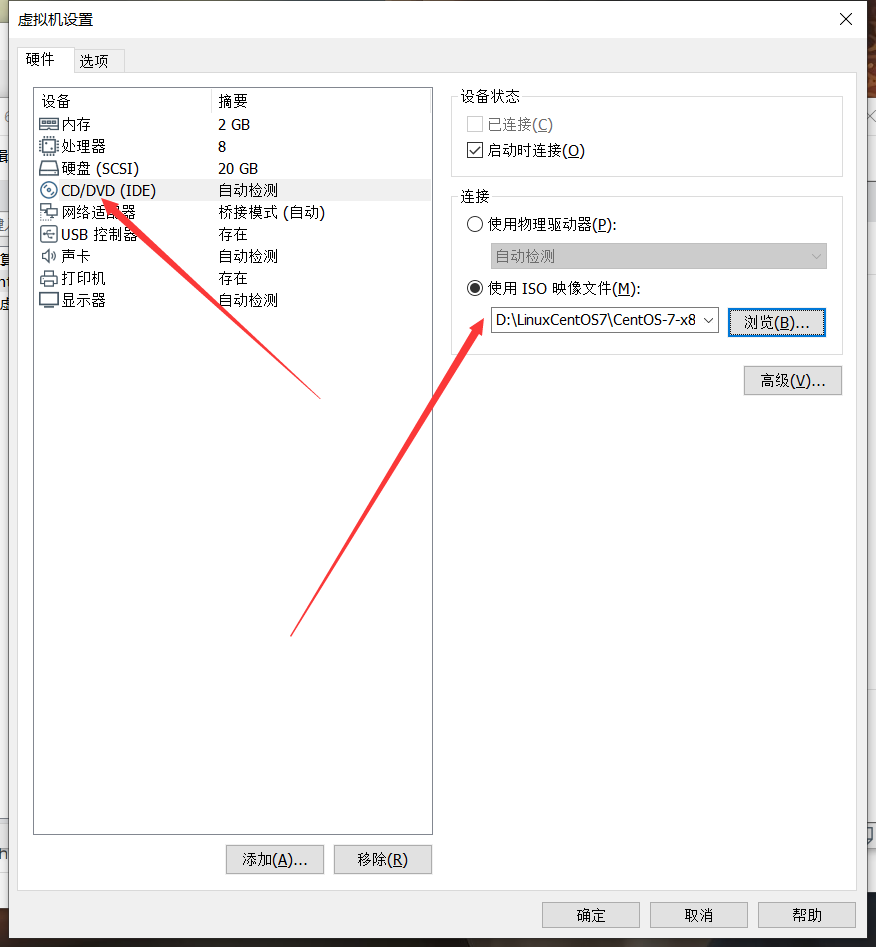 虚拟机设置
硬件 选项
设备 摘要
内存 2 GB
处理器 8
硬盘 (SCSI) 20 GB
CD/DVD (IDE) 自动检测
网络适配器 桥接模式 (自动)
USB 控制器 存在
声卡 自动检测
打印机 存在
显示器 自动检测
添加(A)... 移除(R)
设备状态
已连接(C)
启动时连接(O)
连接
使用物理驱动器(P):
自动检测
使用 ISO 映像文件(M):
D:\LinuxCentOS7\CentOS-7-x8 浏览(B)...
高级(V)...
确定 取消 帮助